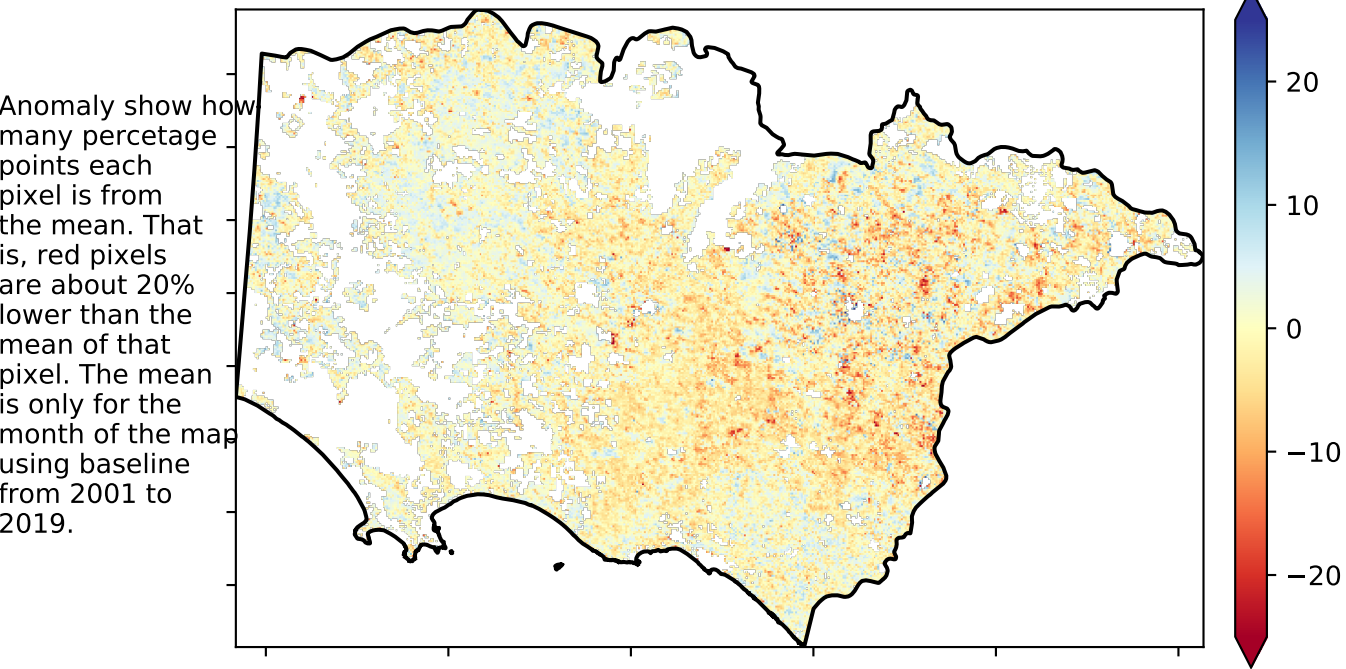 Anomaly show how
many percetage
points each
pixel is from
the mean. That
is, red pixels
are about 20%
lower than the
mean of that
pixel. The mean
is only for the
month of the map
using baseline
from 2001 to
2019.
20
10
0
−10
−20